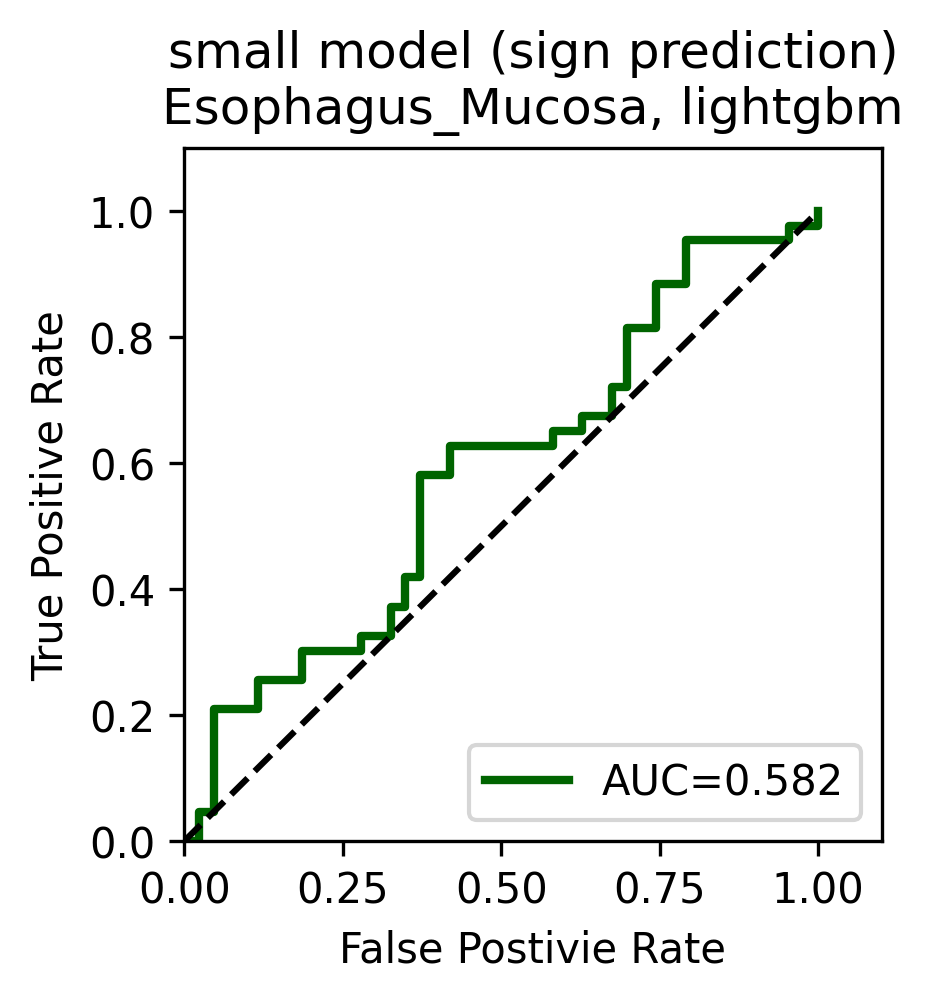 small model (sign prediction)
Esophagus_Mucosa, lightgbm
1.0
0.8
0.6
0.4
0.2
0.0
True Positive Rate
AUC=0.582
0.00 0.25 0.50 0.75 1.00
False Postivie Rate